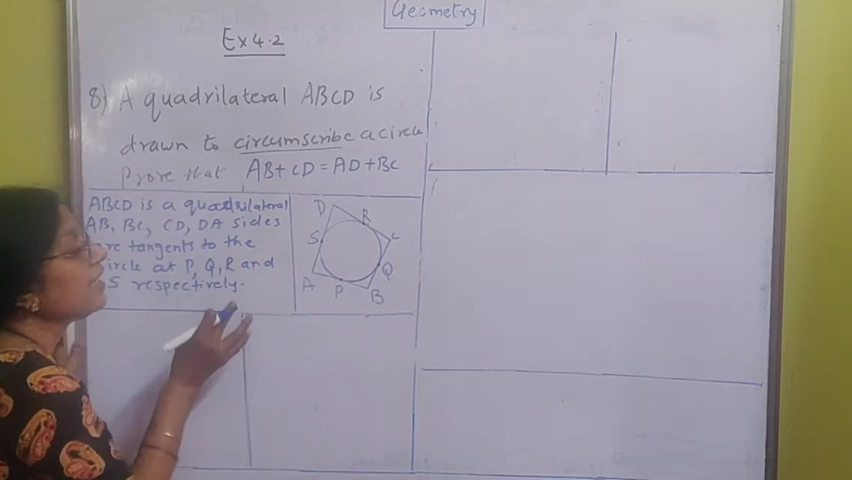 Geometry
Ex 4.2
8) A quadrilateral ABCD is
drawn to circumscribe a circle
Prove that AB+CD=AD+BC
ABCD is a quadrilateral
AB, BC, CD, DA sides
are tangents to the
circle at P, Q, R and
S respectively.
D
R
S
C
Q
A
P
B